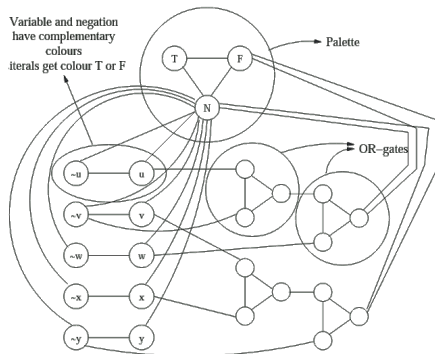 Variable and negation
have complementary
colours
iterals get colour T or F
Palette
T
F
N
OR-gates
~u
u
~v
v
~w
w
~x
x
~y
y